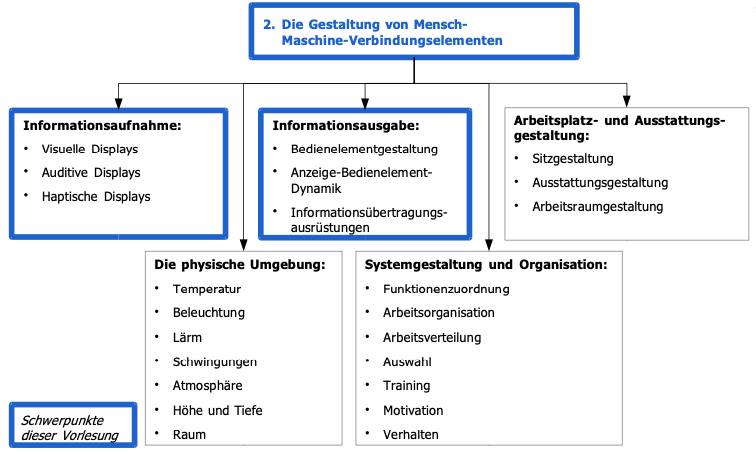 2. Die Gestaltung von Mensch-
Maschine-Verbindungselementen
Informationsaufnahme:
• Visuelle Displays
• Auditive Displays
• Haptische Displays
Informationsausgabe:
• Bedienelementgestaltung
• Anzeige-Bedienelement-
Dynamik
• Informationsübertragungs-
ausrüstungen
Arbeitsplatz- und Ausstattungs-
gestaltung:
• Sitzgestaltung
• Ausstattungsgestaltung
• Arbeitsraumgestaltung
Die physische Umgebung:
• Temperatur
• Beleuchtung
• Lärm
• Schwingungen
• Atmosphäre
• Höhe und Tiefe
• Raum
Systemgestaltung und Organisation:
• Funktionenzuordnung
• Arbeitsorganisation
• Arbeitsverteilung
• Auswahl
• Training
• Motivation
• Verhalten
Schwerpunkte
dieser Vorlesung